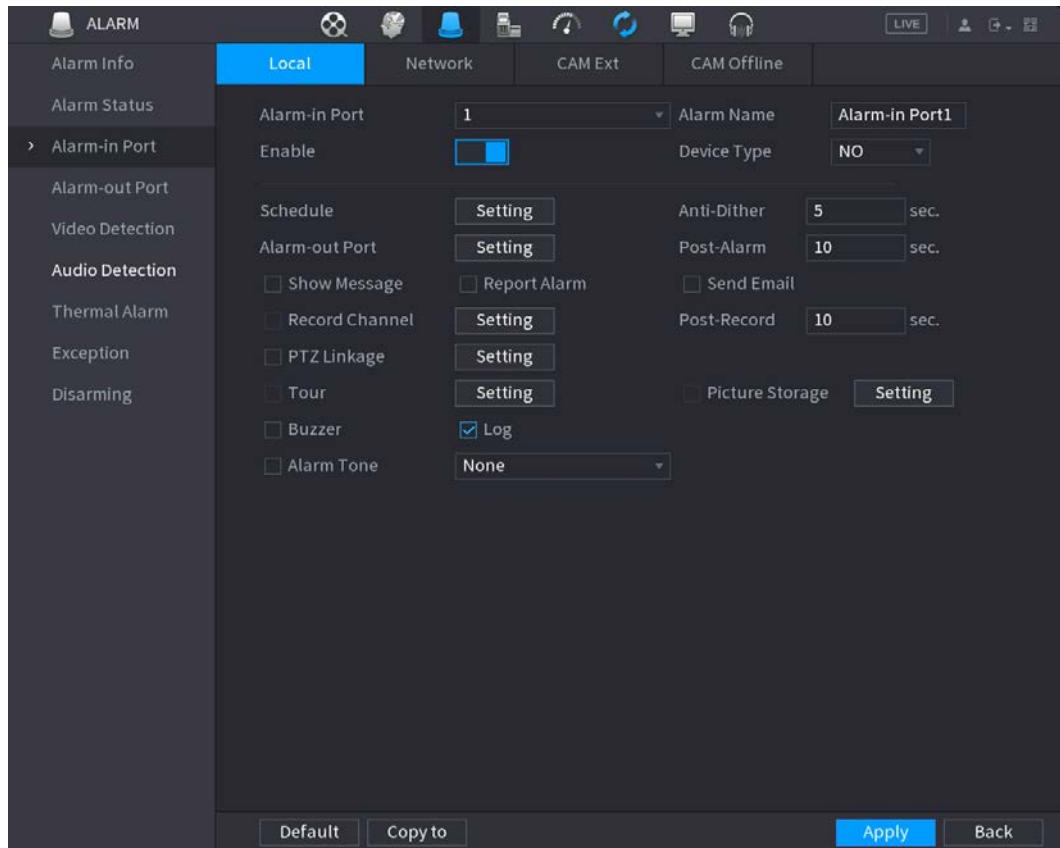 ALARM
LIVE
Alarm Info
Alarm Status
Alarm-in Port
Alarm-out Port
Video Detection
Audio Detection
Thermal Alarm
Exception
Disarming
Local Network CAM Ext CAM Offline
Alarm-in Port 1 Alarm Name Alarm-in Port1
Enable Device Type NO
Schedule Setting Anti-Dither 5 sec.
Alarm-out Port Setting Post-Alarm 10 sec.
Show Message Report Alarm Send Email
Record Channel Setting Post-Record 10 sec.
PTZ Linkage Setting
Tour Setting Picture Storage Setting
Buzzer Log
Alarm Tone None
Default Copy to Apply Back